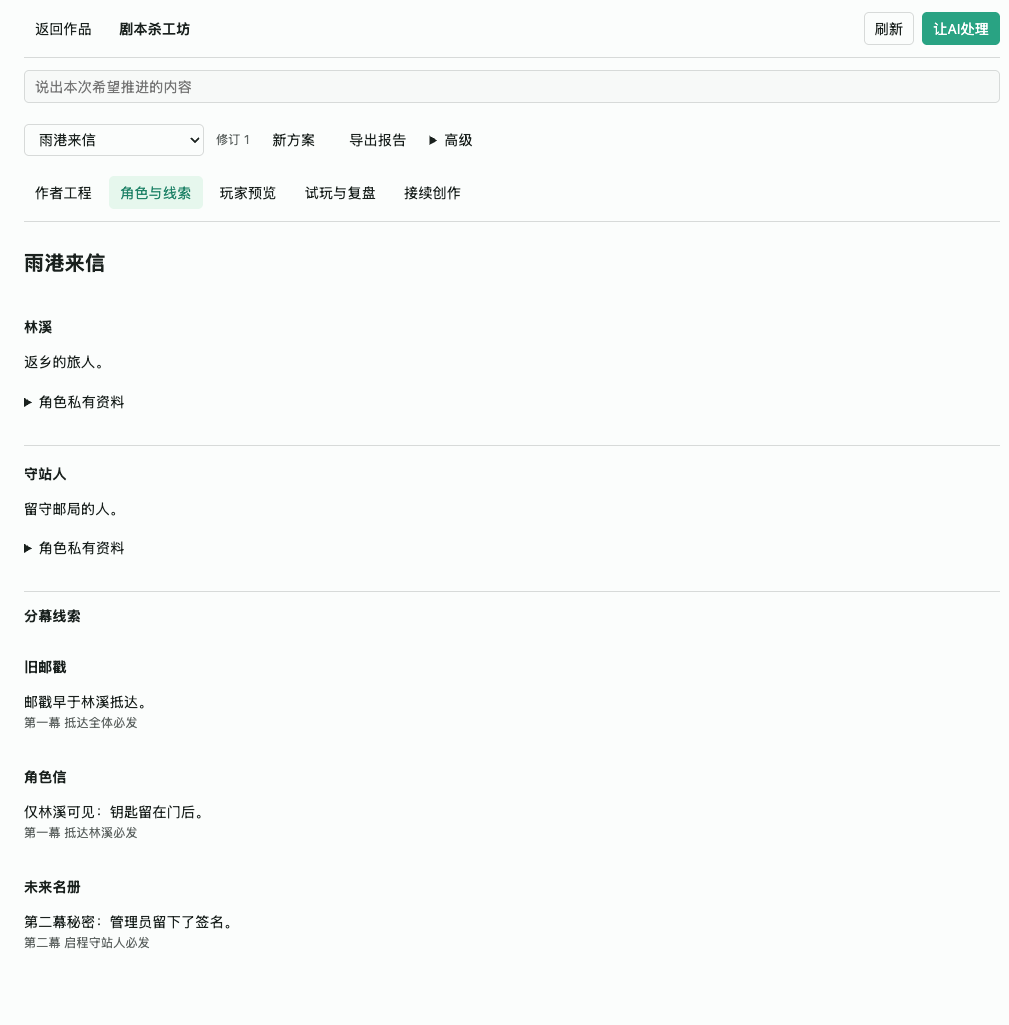 返回作品 剧本杀工坊 刷新 让AI处理
说出本次希望推进的内容
雨港来信 修订 1 新方案 导出报告 ▶ 高级
作者工程 角色与线索 玩家预览 试玩与复盘 接续创作
雨港来信
林溪
返乡的旅人。
▶ 角色私有资料
守站人
留守邮局的人。
▶ 角色私有资料
分幕线索
旧邮戳
邮戳早于林溪抵达。
第一幕 抵达全体必发
角色信
仅林溪可见：钥匙留在门后。
第一幕 抵达林溪必发
未来名册
第二幕秘密：管理员留下了签名。
第二幕 启程守站人必发